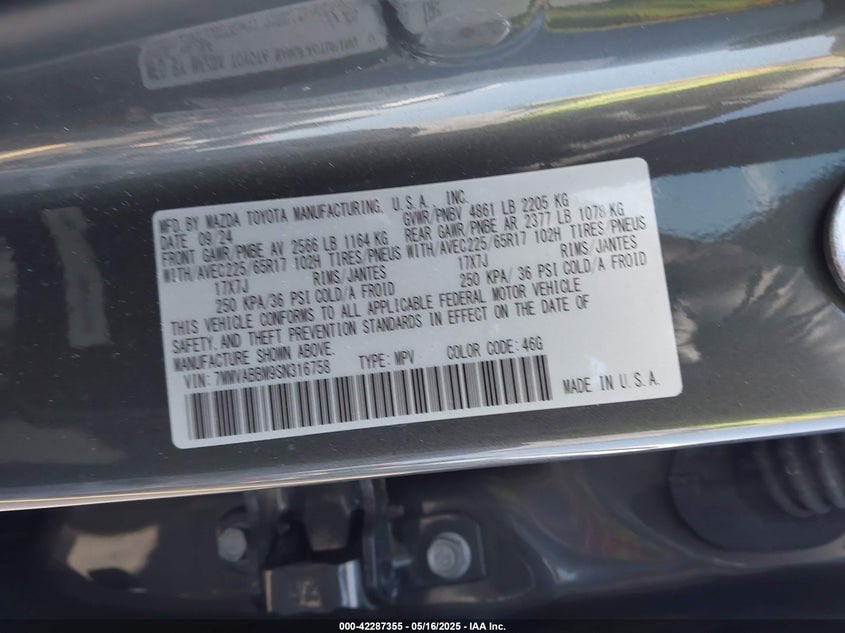 MFD. BY MAZDA TOYOTA MANUFACTURING, U.S.A., INC.
DATE 09/24 GVWR/PNBV 4861 LB 2205 KG
FRONT GAWR/PNBE AV 2566 LB 1164 KG REAR GAWR/PNBE AR 2377 LB 1078 KG
WITH/AVEC225/65R17 102H TIRES/PNEUS WITH/AVEC225/65R17 102H TIRES/PNEUS
17X7J RIMS/JANTES 17X7J RIMS/JANTES
250 KPA/36 PSI COLD/A FROID 250 KPA/ 36 PSI COLD/A FROID
THIS VEHICLE CONFORMS TO ALL APPLICABLE FEDERAL MOTOR VEHICLE
SAFETY, AND THEFT PREVENTION STANDARDS IN EFFECT ON THE DATE OF
MANUFACTURE SHOWN ABOVE.
VIN: 7MMVABBW9SN316758 TYPE: MPV COLOR CODE: 46G
MADE IN U.S.A.
000-42287355 - 05/16/2025 - IAA Inc.